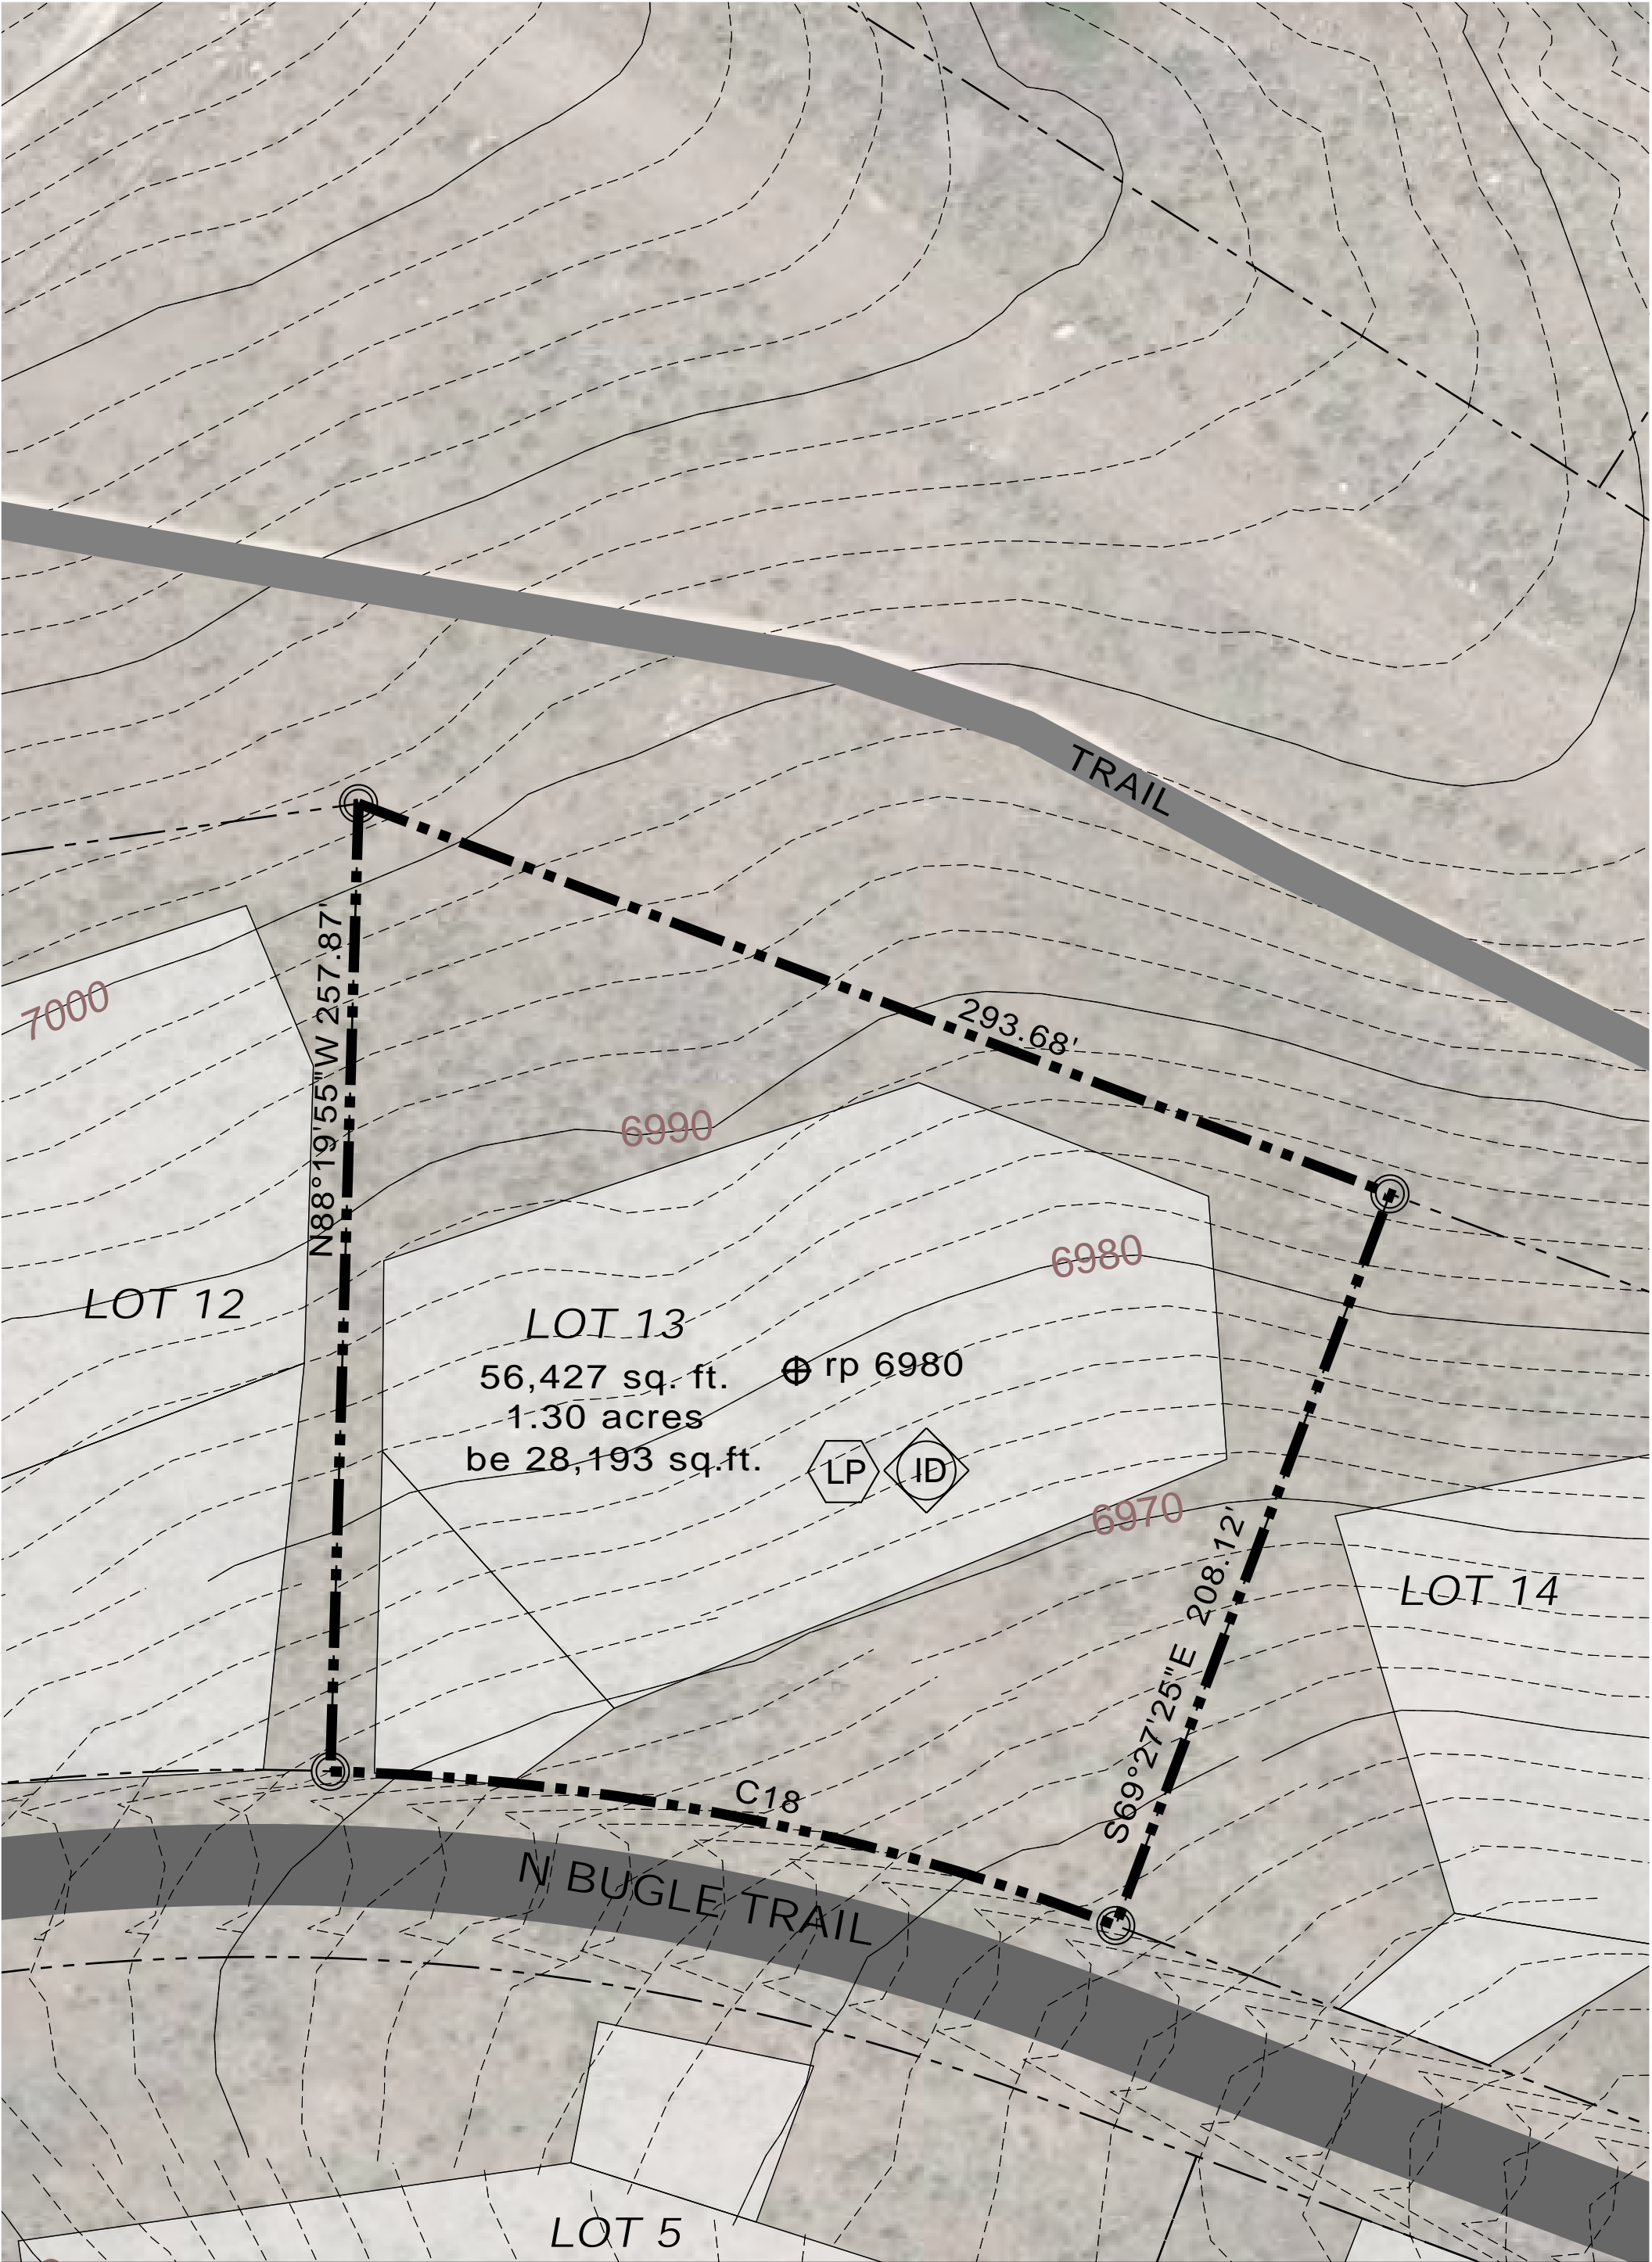 TRAIL
N88°19'55"W 257.87'
7000
293.68'
6990
6980
LOT 12
LOT 13
56,427 sq. ft.
1.30 acres
be 28,193 sq.ft.
rp 6980
LP
ID
6970
S69°27'25"E 208.12'
LOT 14
C18
N BUGLE TRAIL
LOT 5